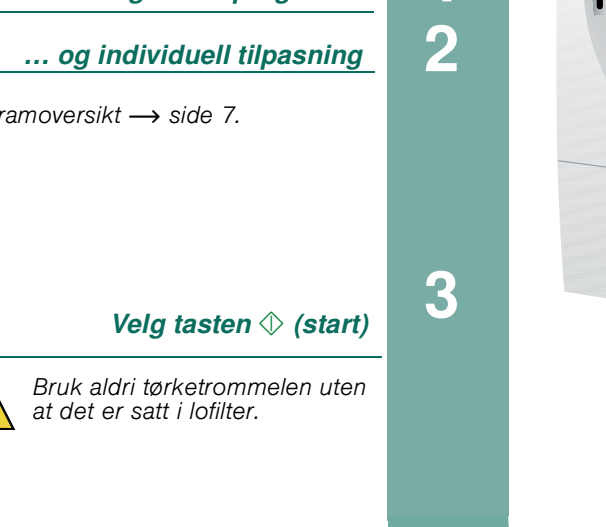 2
… og individuell tilpasning
ramoversikt → side 7.
3
Velg tasten (start)
Bruk aldri tørketrommelen uten
at det er satt i lofilter.